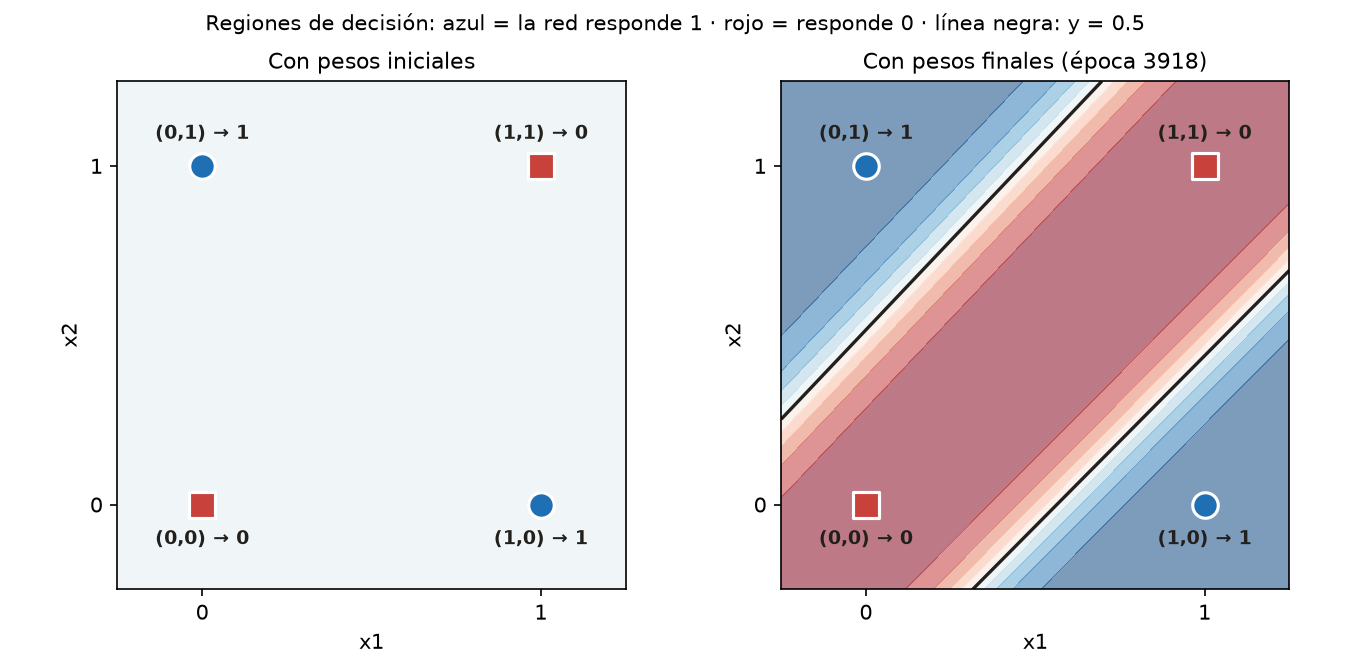 Regiones de decisión: azul = la red responde 1 · rojo = responde 0 · línea negra: y = 0.5
Con pesos iniciales
(0,1) → 1
(1,1) → 0
1
x2
0
(0,0) → 0
(1,0) → 1
0
1
x1
Con pesos finales (época 3918)
(0,1) → 1
(1,1) → 0
1
x2
0
(0,0) → 0
(1,0) → 1
0
1
x1